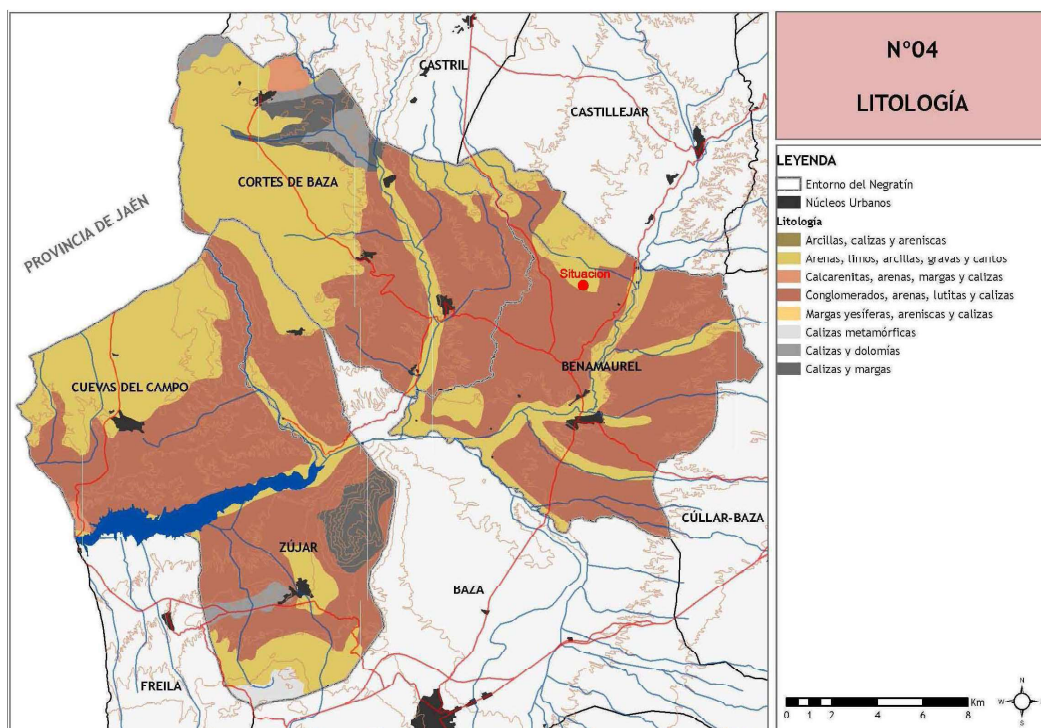 Nº04
LITOLOGÍA
LEYENDA
Entorno del Negratín
Núcleos Urbanos
Litología
Arcillas, calizas y areniscas
Arenas, limos, arcillas, gravas y cantos
Calcarenitas, arenas, margas y calizas
Conglomerados, arenas, lutitas y calizas
Margas yesíferas, areniscas y calizas
Calizas metamórficas
Calizas y dolomías
Calizas y margas
CASTRIL
CASTILLEJAR
CORTES DE BAZA
PROVINCIA DE JAÉN
Situacion
BENAMAUREL
CUEVAS DEL CAMPO
CÚLLAR-BAZA
ZÚJAR
BAZA
FREILA
0 1 2 4 6 8 Km
N
W E
S